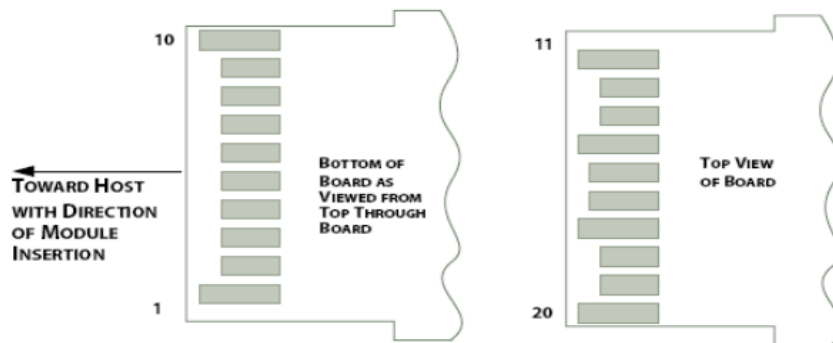 10
TOWARD HOST
WITH DIRECTION
OF MODULE
INSERTION
1
BOTTOM OF
BOARD AS
VIEWED FROM
TOP THROUGH
BOARD
11
TOP VIEW
OF BOARD
20